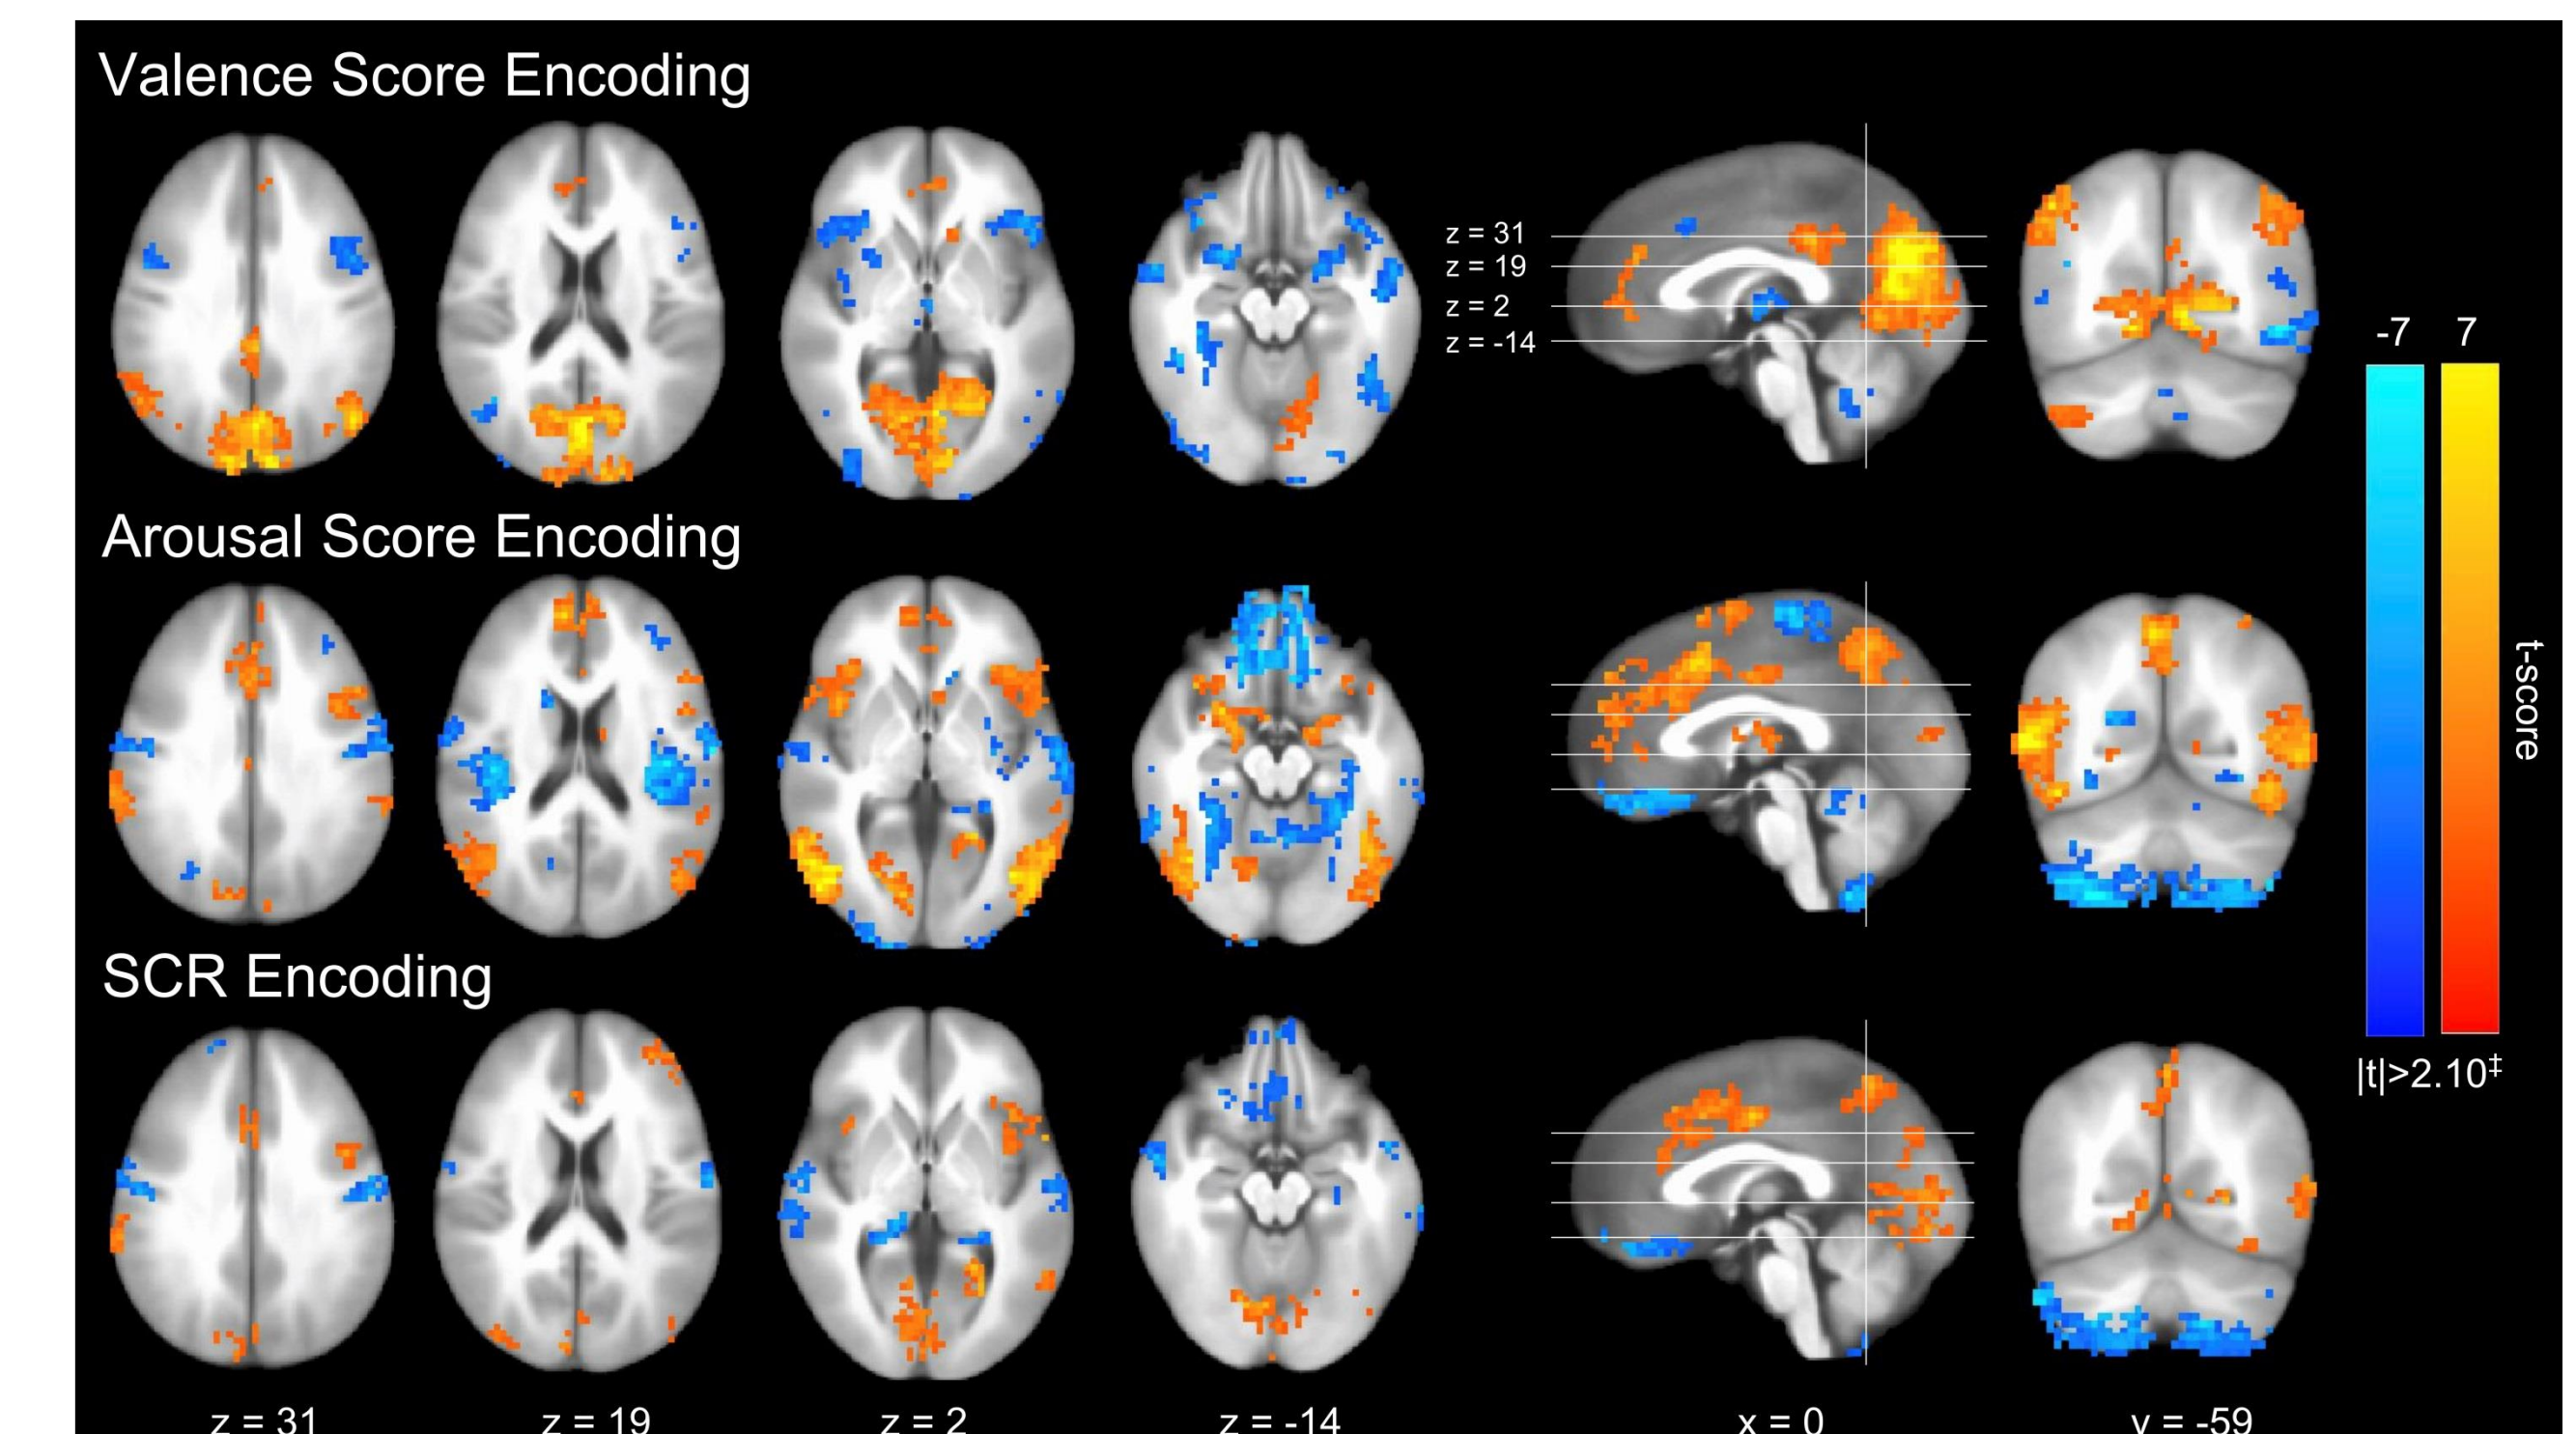 Valence Score Encoding
z = 31
z = 19
z = 2
z = -14
-7 7
Arousal Score Encoding
t-score
SCR Encoding
|t|>2.10‡
z = 31 z = 19 z = 2 z = -14 x = 0 y = -59